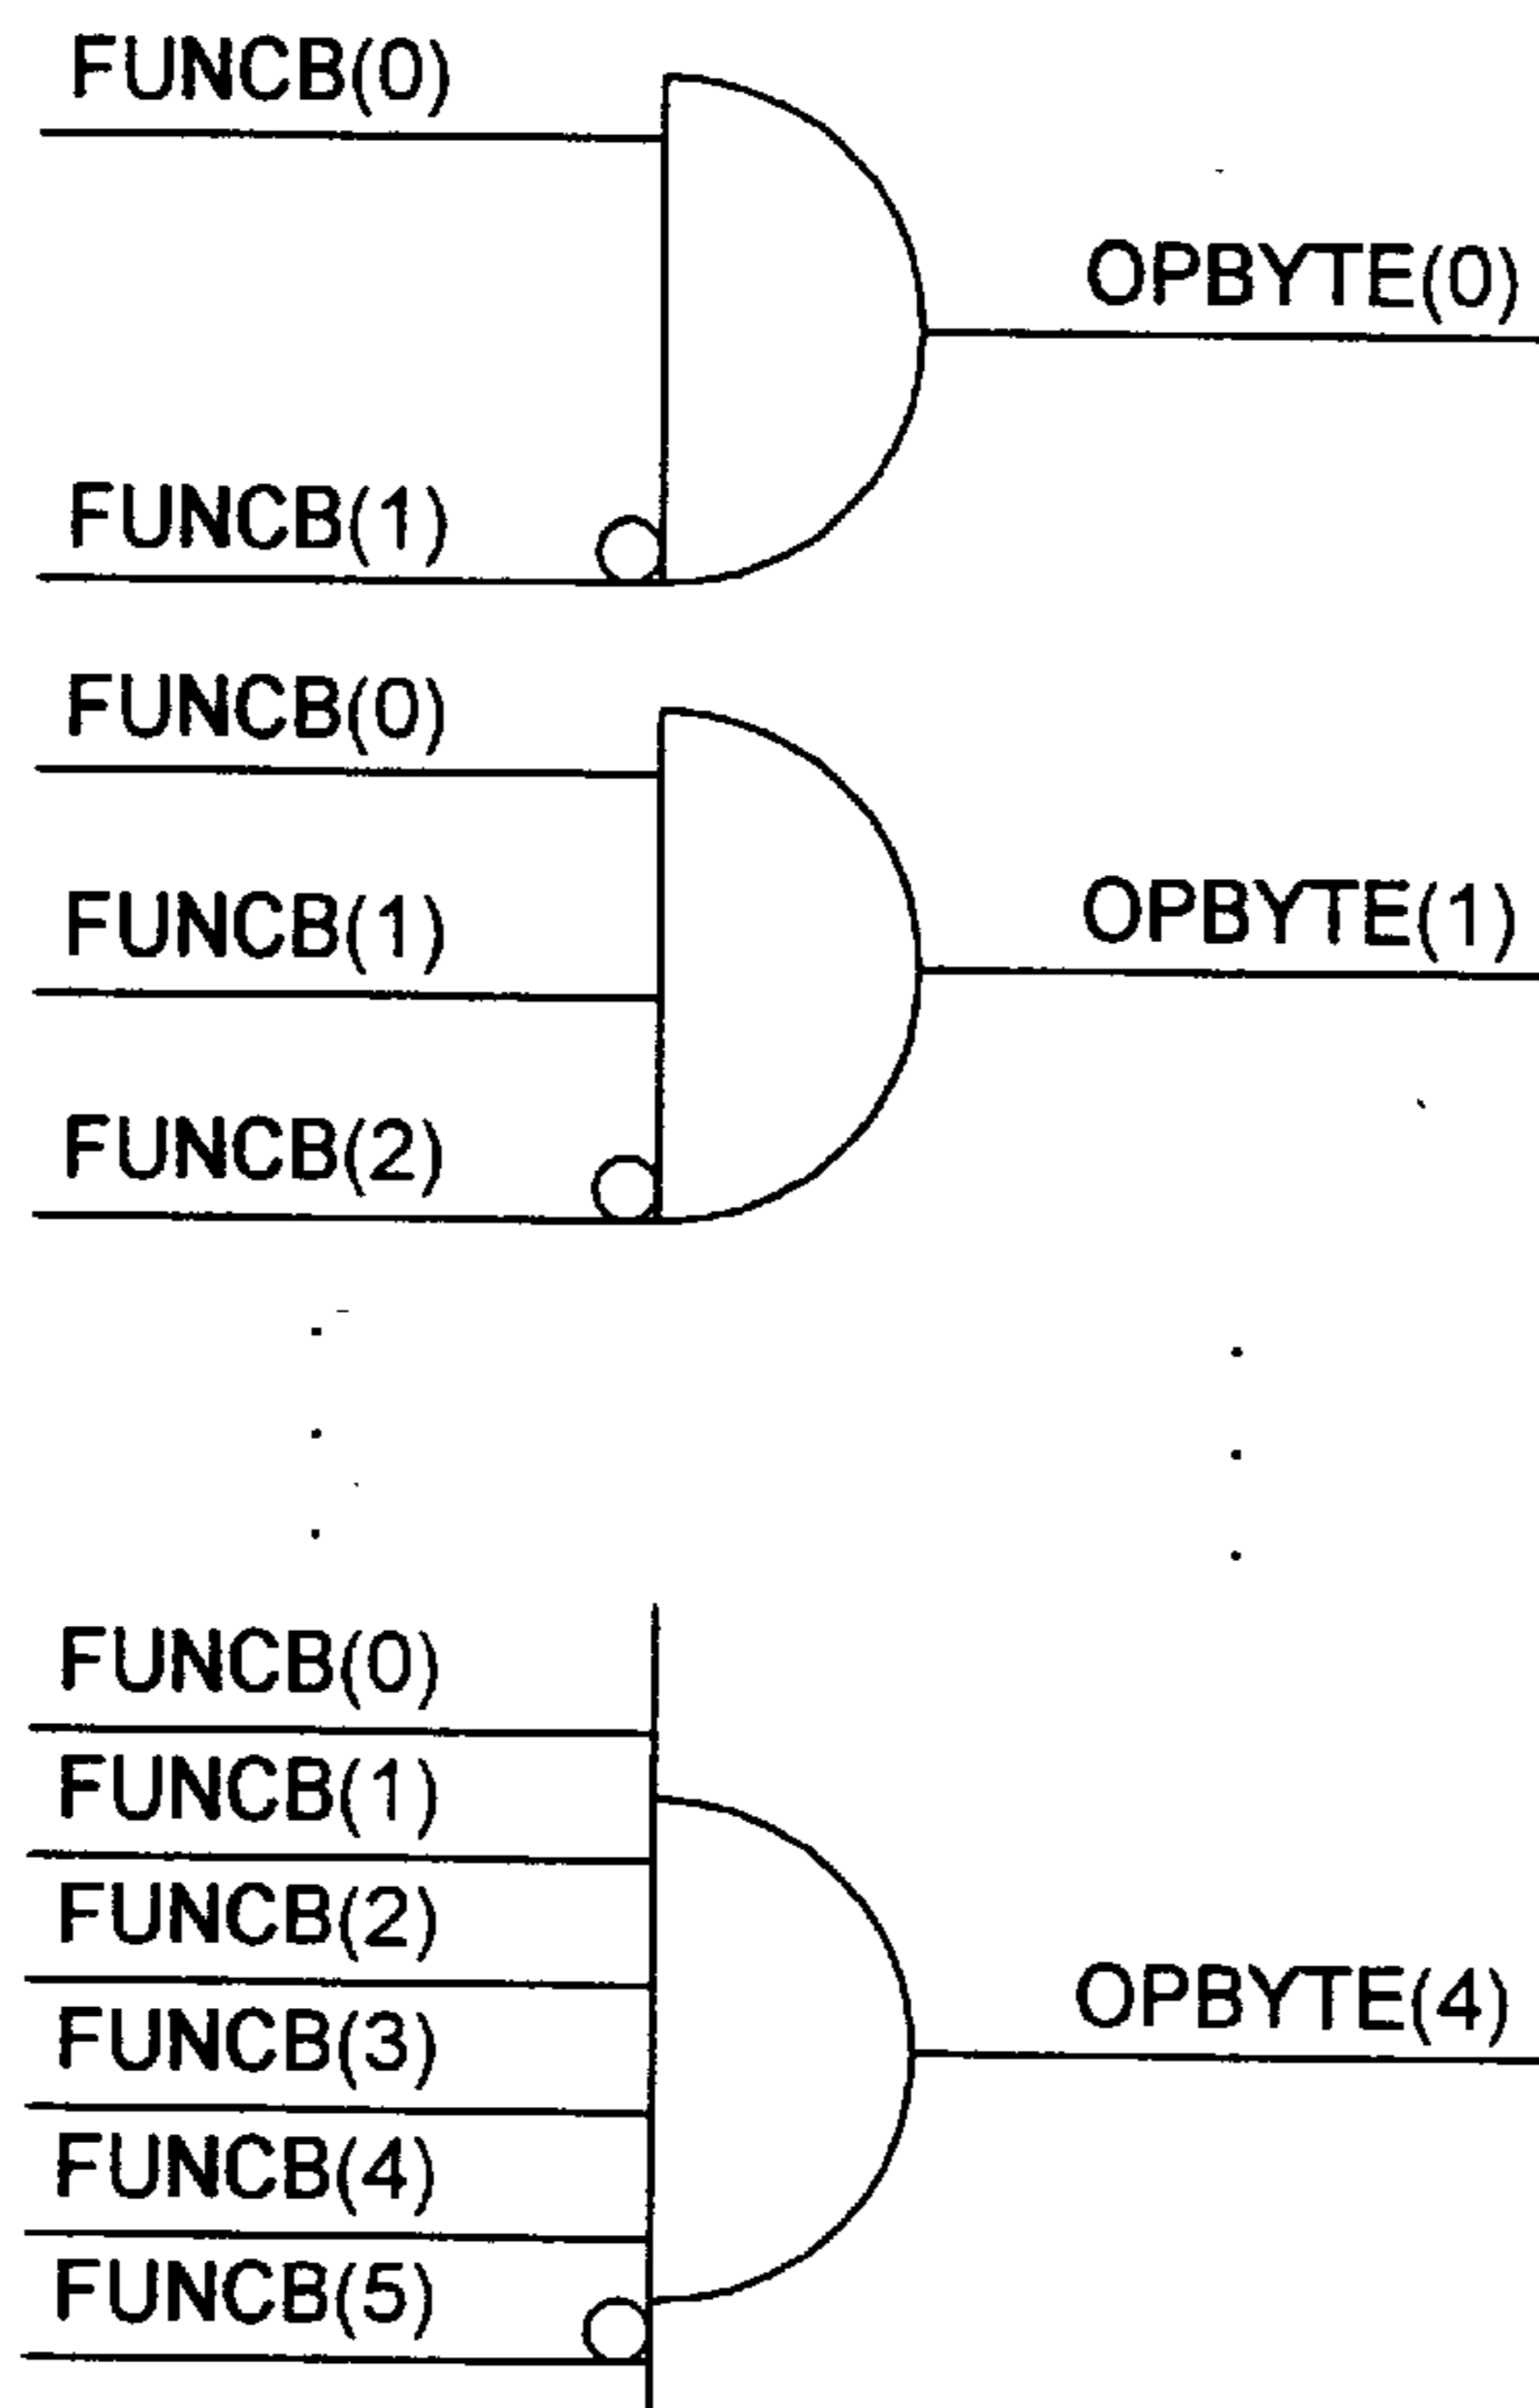 FUNCB(0)
OPBYTE(0)
FUNCB(1)
FUNCB(0)
FUNCB(1)
OPBYTE(1)
FUNCB(2)
FUNCB(0)
FUNCB(1)
FUNCB(2)
FUNCB(3)
OPBYTE(4)
FUNCB(4)
FUNCB(5)